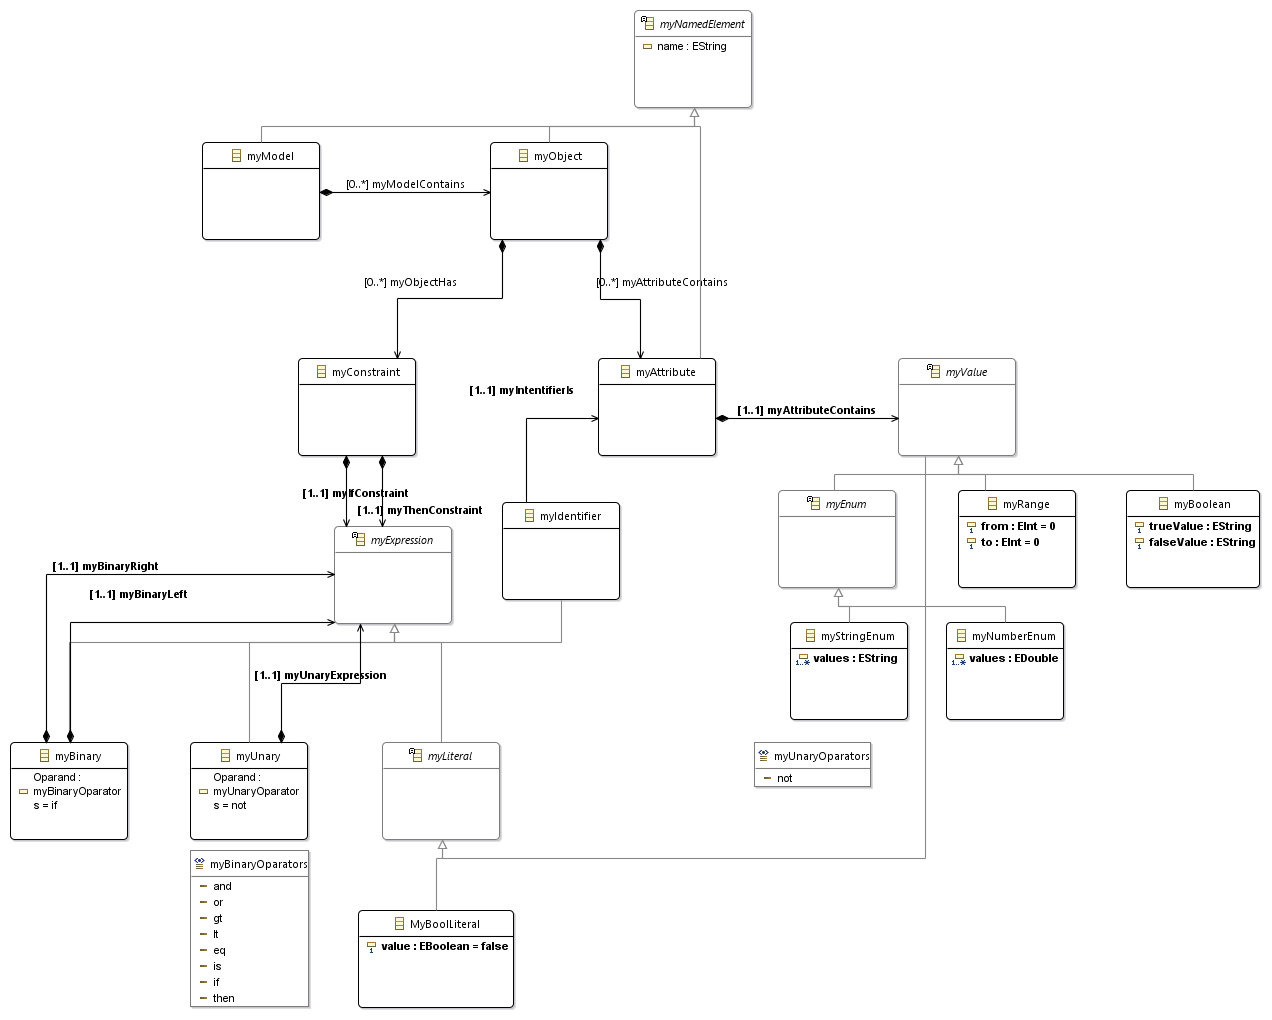 myNamedElement
name : EString
myModel
myObject
[0..*] myModelContains
[0..*] myObjectHas
[0..*] myAttributeContains
myConstraint
myAttribute
myValue
[1..1] myIntentifierIs
[1..1] myAttributeContains
[1..1] myIfConstraint
[1..1] myThenConstraint
myExpression
myIdentifier
myEnum
myRange
from : EInt = 0
to : EInt = 0
myBoolean
trueValue : EString
falseValue : EString
[1..1] myBinaryRight
[1..1] myBinaryLeft
myStringEnum
1..* values : EString
myNumberEnum
1..* values : EDouble
[1..1] myUnaryExpression
myBinary
Oparand :
myBinaryOperator
s = if
myUnary
Oparand :
myUnaryOperator
s = not
myLiteral
myUnaryOparators
not
myBinaryOparators
and
or
gt
lt
eq
is
if
then
MyBoolLiteral
value : EBoolean = false